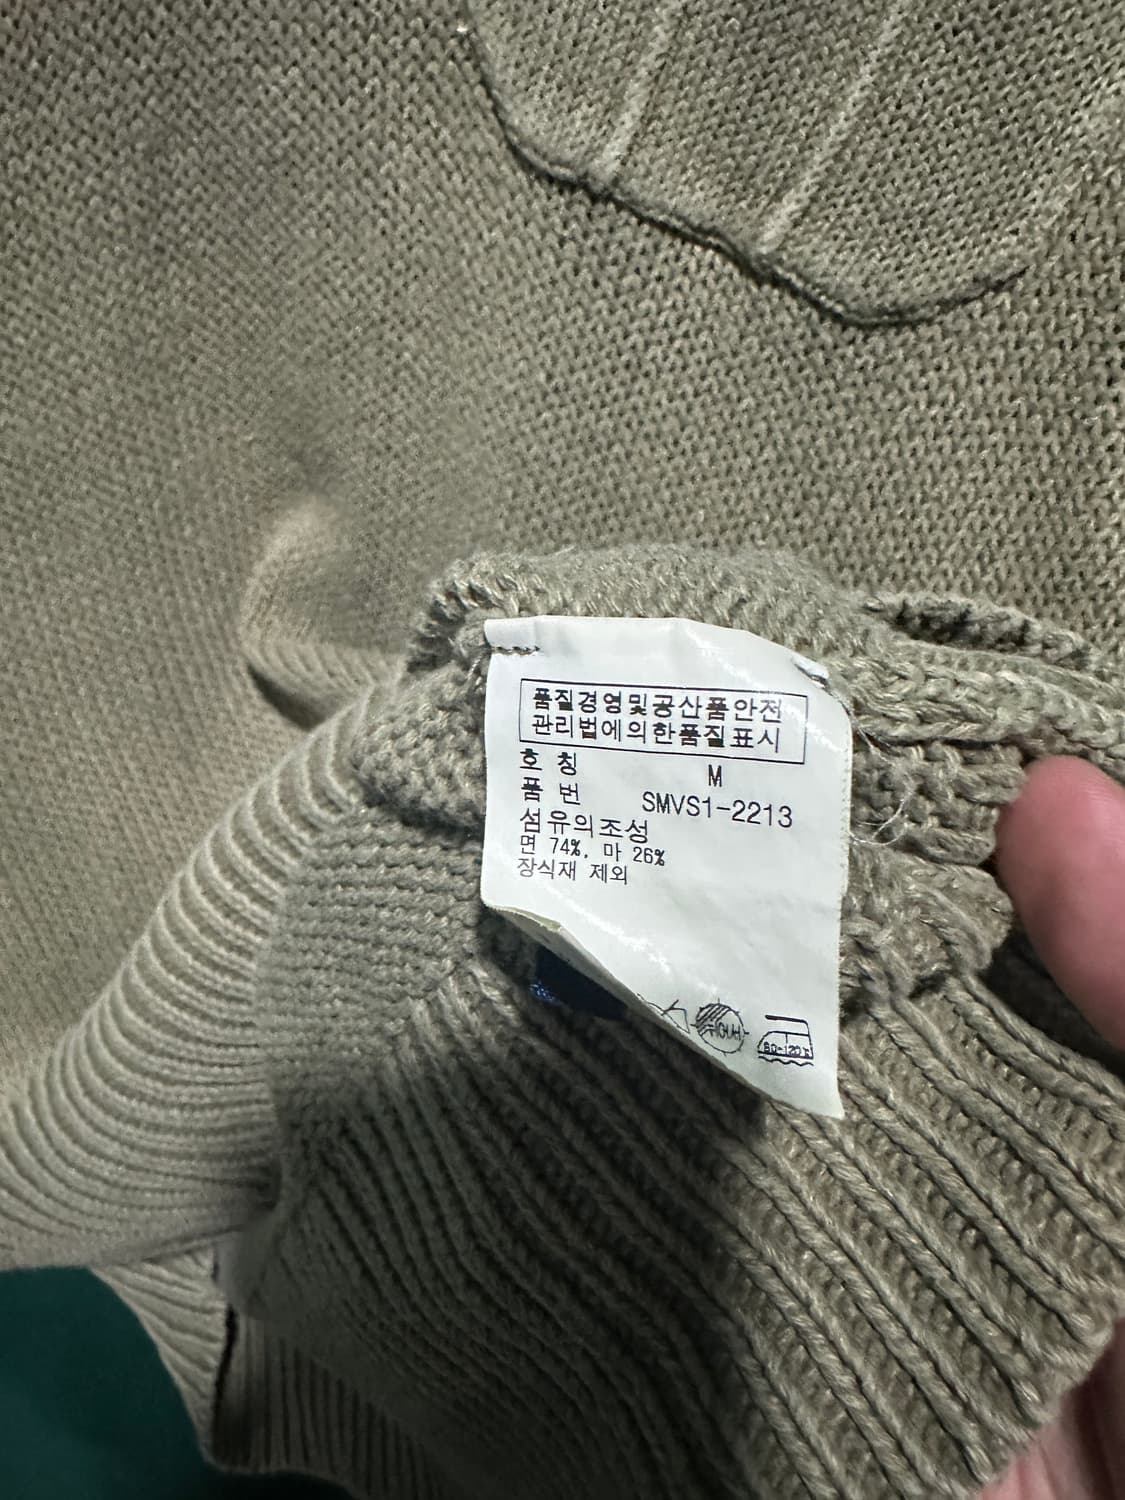 품질경영및공산품안전
관리법에의한품질표시
호 칭 M
품 번 SMVS1-2213
섬유의조성
면 74%, 마 26%
장식재 제외